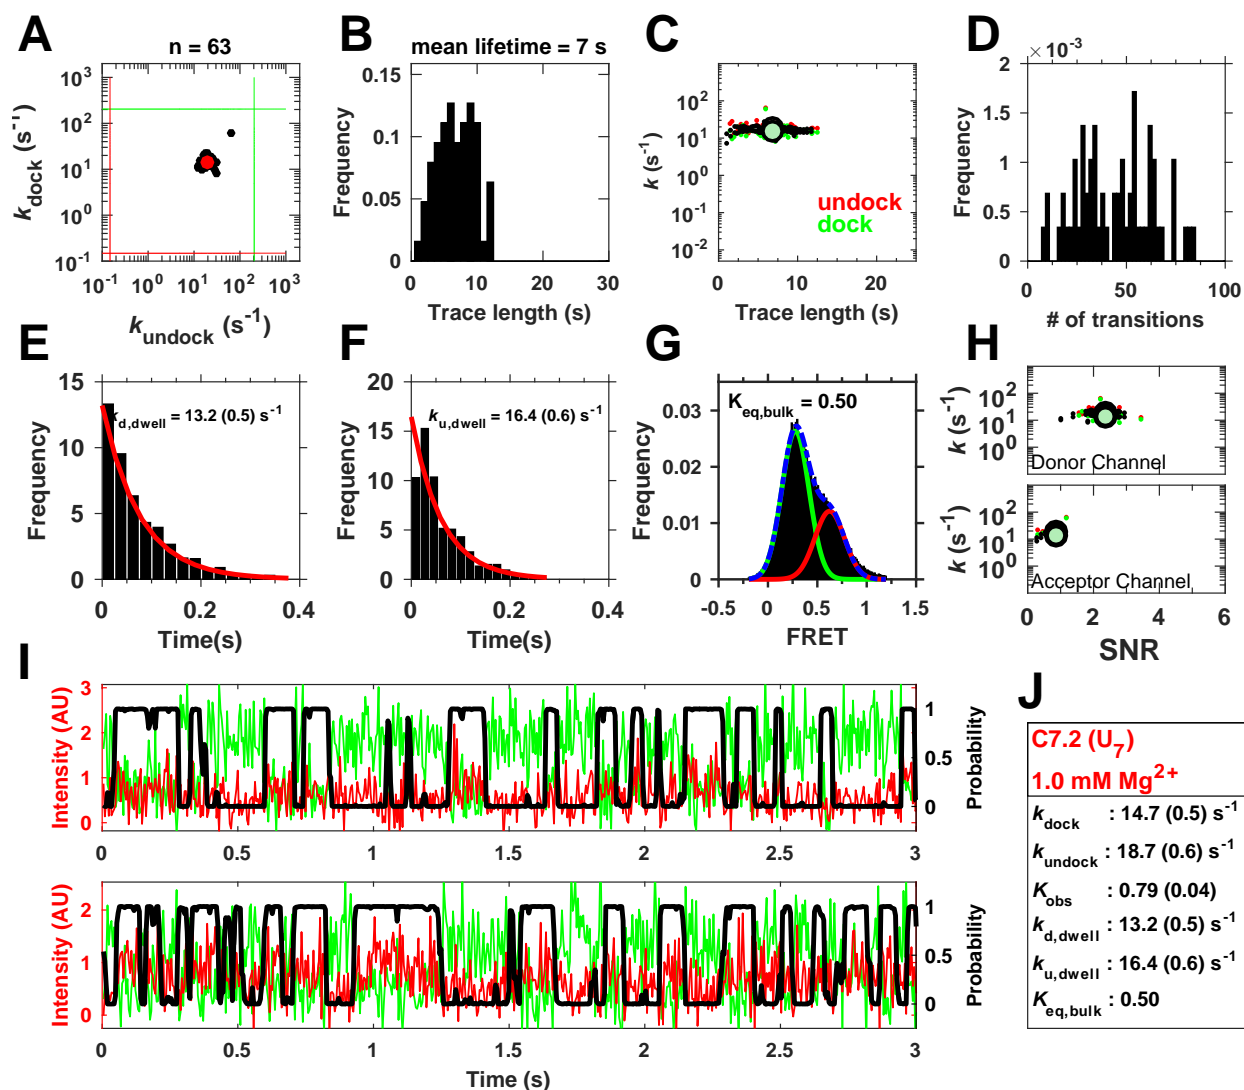 A
n = 63
k_dock (s⁻¹)
10³
10²
10¹
10⁰
10⁻¹
10⁻¹ 10⁰ 10¹ 10² 10³
k_undock (s⁻¹)
B
mean lifetime = 7 s
Frequency
0.15
0.1
0.05
0
0 10 20 30
Trace length (s)
C
k (s⁻¹)
10²
10⁰
10⁻²
undock
dock
0 10 20
Trace length (s)
D
× 10⁻³
Frequency
2
1.5
1
0.5
0
0 50 100
# of transitions
E
Frequency
15
10
5
0
k_d,dwell = 13.2 (0.5) s⁻¹
0 0.2 0.4
Time(s)
F
Frequency
20
15
10
5
0
k_u,dwell = 16.4 (0.6) s⁻¹
0 0.2 0.4
Time(s)
G
K_eq,bulk = 0.50
Frequency
0.03
0.02
0.01
0
-0.5 0 0.5 1 1.5
FRET
H
k (s⁻¹)
10²
10¹
10⁰
Donor Channel
k (s⁻¹)
10²
10¹
10⁰
Acceptor Channel
0 2 4 6
SNR
I
Intensity (AU)
3
2
1
0
1
0.5
0
Probability
0 0.5 1 1.5 2 2.5 3
Intensity (AU)
2
1
0
1
0.5
0
Probability
0 0.5 1 1.5 2 2.5 3
Time (s)
J
C7.2 (U₇)
1.0 mM Mg²⁺
k_dock : 14.7 (0.5) s⁻¹
k_undock : 18.7 (0.6) s⁻¹
K_obs : 0.79 (0.04)
k_d,dwell : 13.2 (0.5) s⁻¹
k_u,dwell : 16.4 (0.6) s⁻¹
K_eq,bulk : 0.50